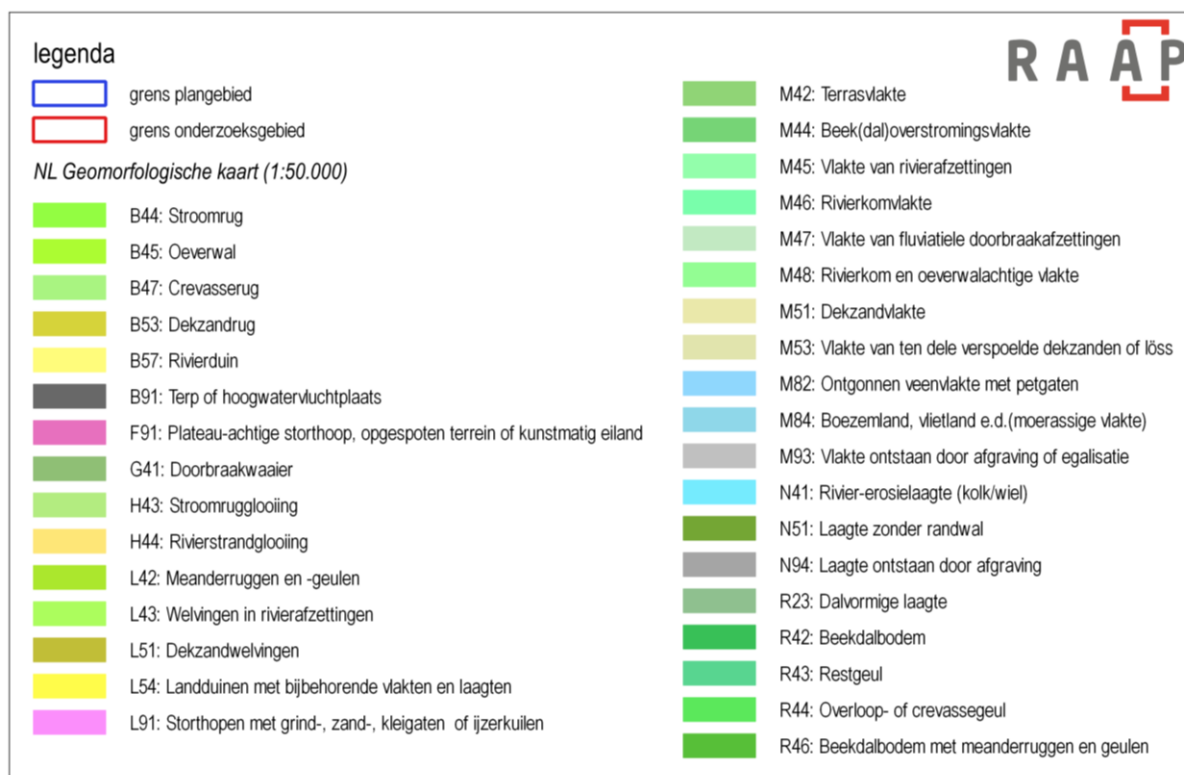 legenda
RAAP
grens plangebied
grens onderzoeksgebied
NL Geomorfologische kaart (1:50.000)
B44: Stroomrug
B45: Oeverwal
B47: Crevasserug
B53: Dekzandrug
B57: Rivierduin
B91: Terp of hoogwatervluchtplaats
F91: Plateau-achtige storthoop, opgespoten terrein of kunstmatig eiland
G41: Doorbraakwaaier
H43: Stroomrugglooiing
H44: Rivierstrandglooiing
L42: Meanderruggen en -geulen
L43: Welvingen in rivierafzettingen
L51: Dekzandwelvingen
L54: Landduinen met bijbehorende vlakten en laagten
L91: Storthopen met grind-, zand-, kleigaten of ijzerkuilen
M42: Terrasvlakte
M44: Beek(dal)overstromingsvlakte
M45: Vlakte van rivierafzettingen
M46: Rivierkomvlakte
M47: Vlakte van fluviatiele doorbraakafzettingen
M48: Rivierkom en oeverwalachtige vlakte
M51: Dekzandvlakte
M53: Vlakte van ten dele verspoelde dekzanden of löss
M82: Ontgonnen veenvlakte met petgaten
M84: Boezemland, vlietland e.d.(moerassige vlakte)
M93: Vlakte ontstaan door afgraving of egalisatie
N41: Rivier-erosielaagte (kolk/wiel)
N51: Laagte zonder randwal
N94: Laagte ontstaan door afgraving
R23: Dalvormige laagte
R42: Beekdalbodem
R43: Restgeul
R44: Overloop- of crevassegeul
R46: Beekdalbodem met meanderruggen en geulen